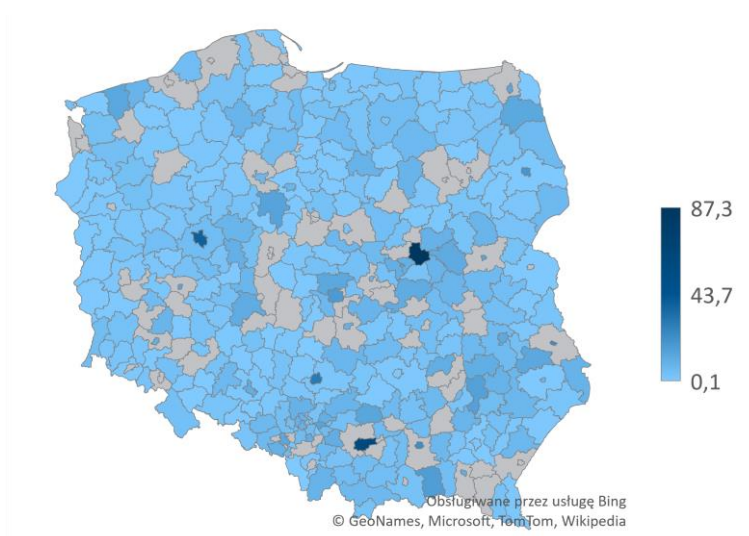 87,3
43,7
0,1
Obsługiwane przez usługę Bing
© GeoNames, Microsoft, TomTom, Wikipedia